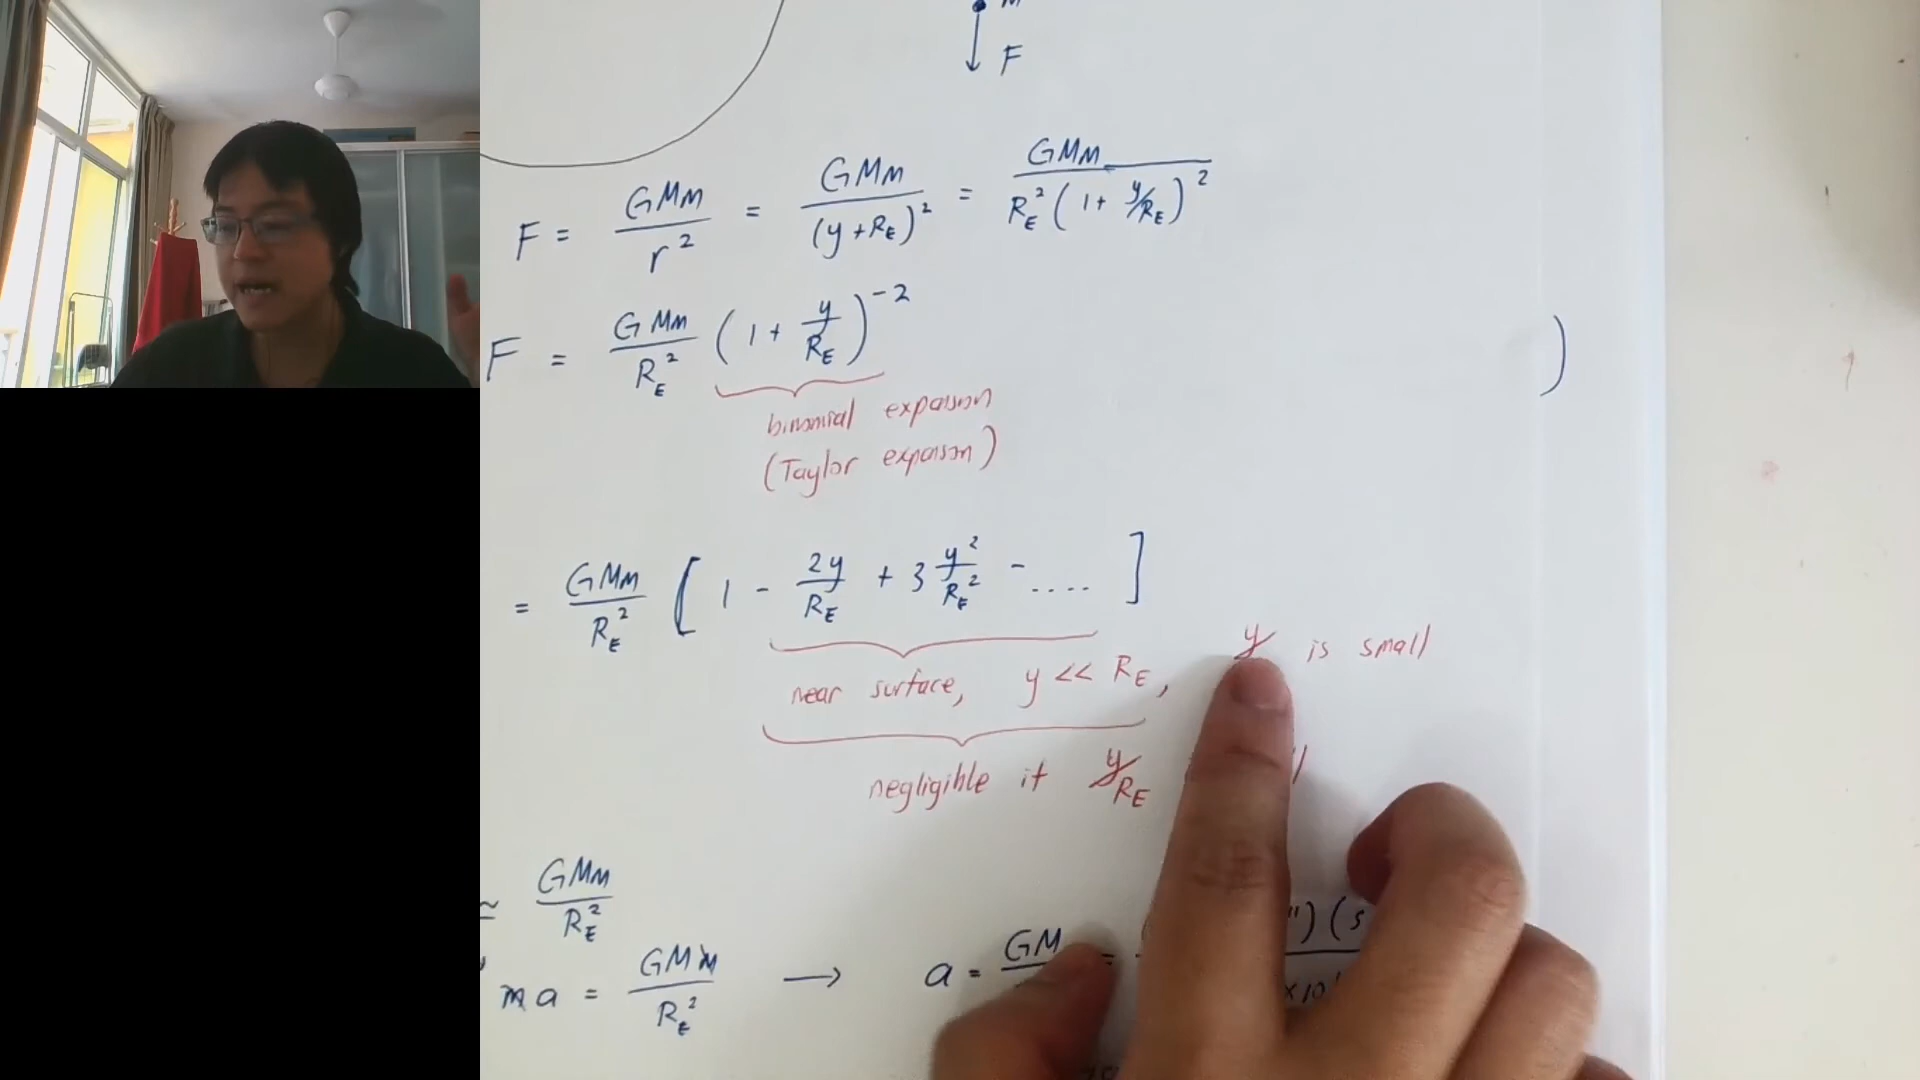 M
F
F = GMm / r² = GMm / (y + R_E)² = GMm / R_E² (1 + y/R_E)²
F = GMm / R_E² (1 + y / R_E)⁻² )
binomial expansion
(Taylor expansion)
= GMm / R_E² [ 1 - 2y / R_E + 3 y² / R_E² - .... ]
near surface, y << R_E, y is small
negligible if y/R_E
≃ GMm / R_E²
ma = GMm / R_E² → a = GM =